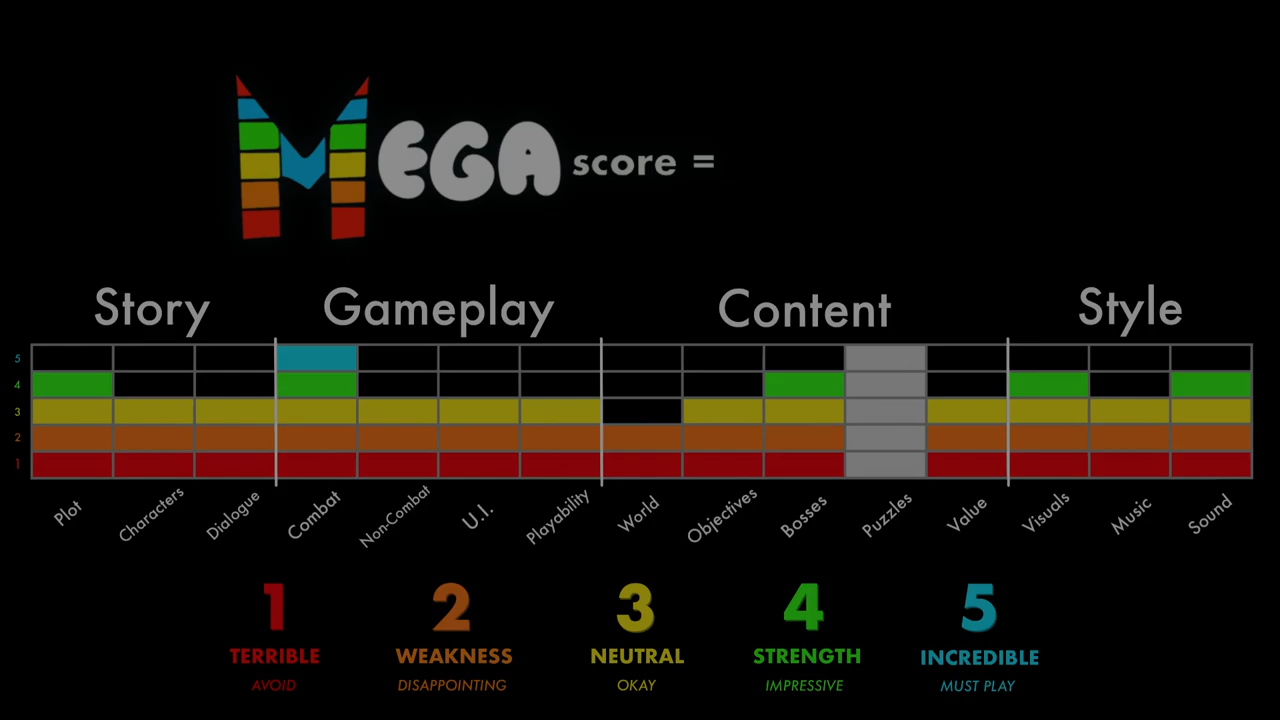 MEGA score =
Story Gameplay Content Style
5
4
3
2
1
Plot Characters Dialogue Combat Non-Combat U.I. Playability World Objectives Bosses Puzzles Value Visuals Music Sound
1 2 3 4 5
TERRIBLE WEAKNESS NEUTRAL STRENGTH INCREDIBLE
AVOID DISAPPOINTING OKAY IMPRESSIVE MUST PLAY